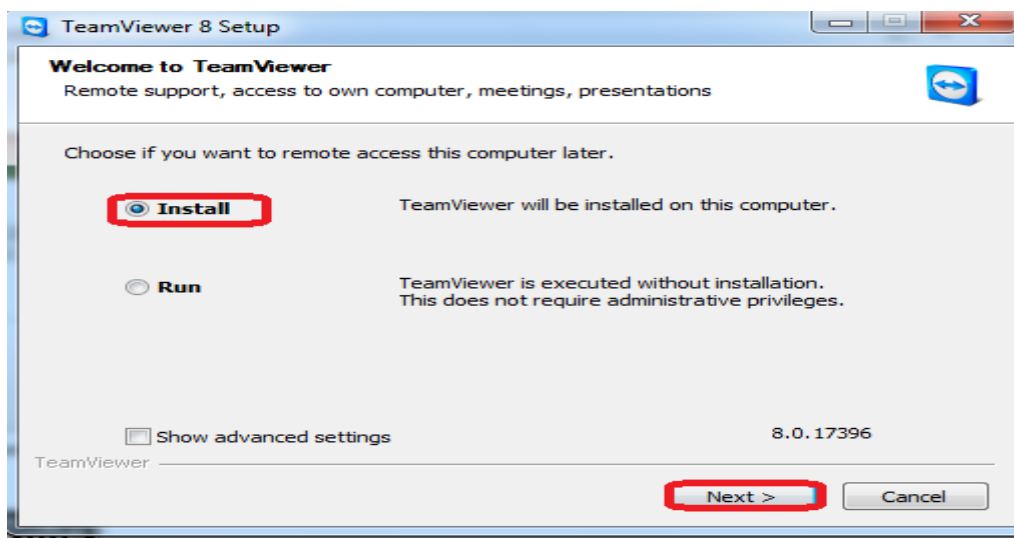 TeamViewer 8 Setup
Welcome to TeamViewer
Remote support, access to own computer, meetings, presentations
Choose if you want to remote access this computer later.
Install
TeamViewer will be installed on this computer.
Run
TeamViewer is executed without installation.
This does not require administrative privileges.
Show advanced settings
8.0.17396
TeamViewer
Next >
Cancel